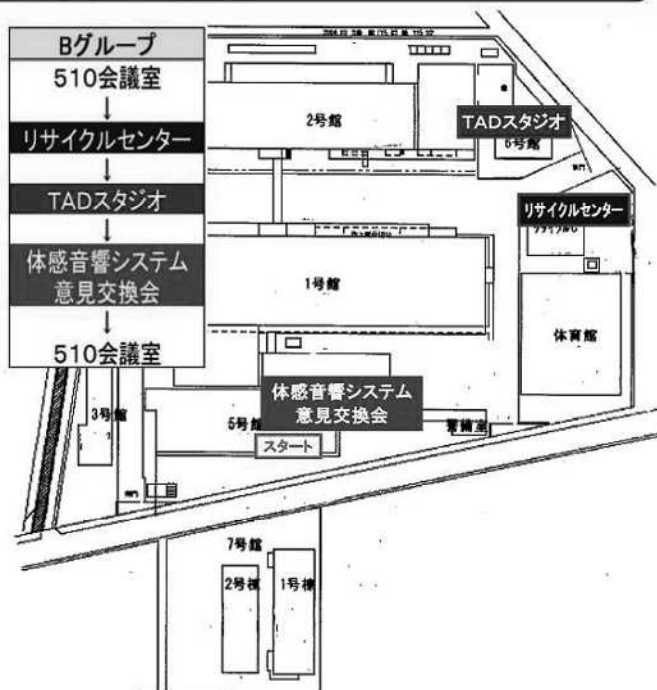 Bグループ
510会議室
↓
リサイクルセンター
↓
TADスタジオ
↓
体感音響システム
意見交換会
↓
510会議室
2号館
TADスタジオ
6号館
リサイクルセンター
1号館
体育館
体感音響システム
意見交換会
3号館
5号館
警備室
スタート
7号館
2号棟
1号棟